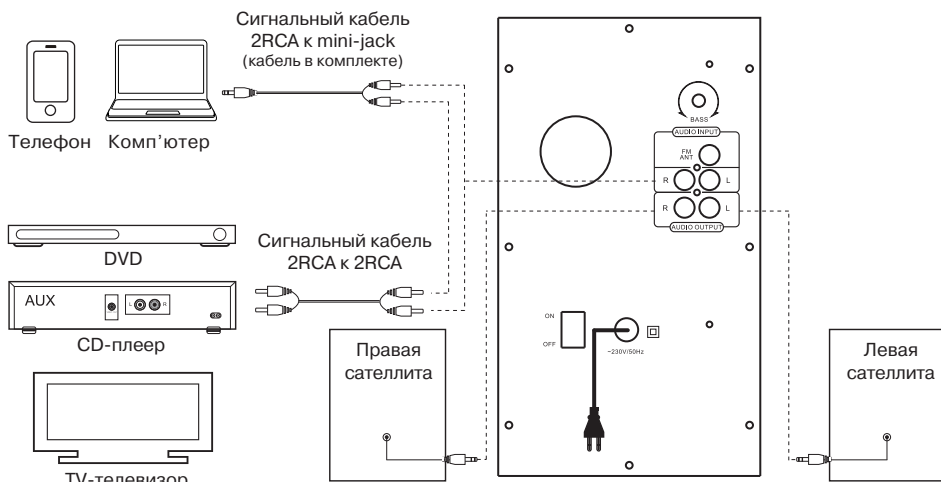 Сигнальный кабель
2RCA к mini-jack
(кабель в комплекте)
Телефон
Комп'ютер
DVD
AUX
L
R
CD-плеер
TV-телевизор
Сигнальный кабель
2RCA к 2RCA
Правая
сателлита
BASS
AUDIO INPUT
FM
ANT
R
L
R
L
AUDIO OUTPUT
ON
OFF
~230V/50Hz
Левая
сателлита